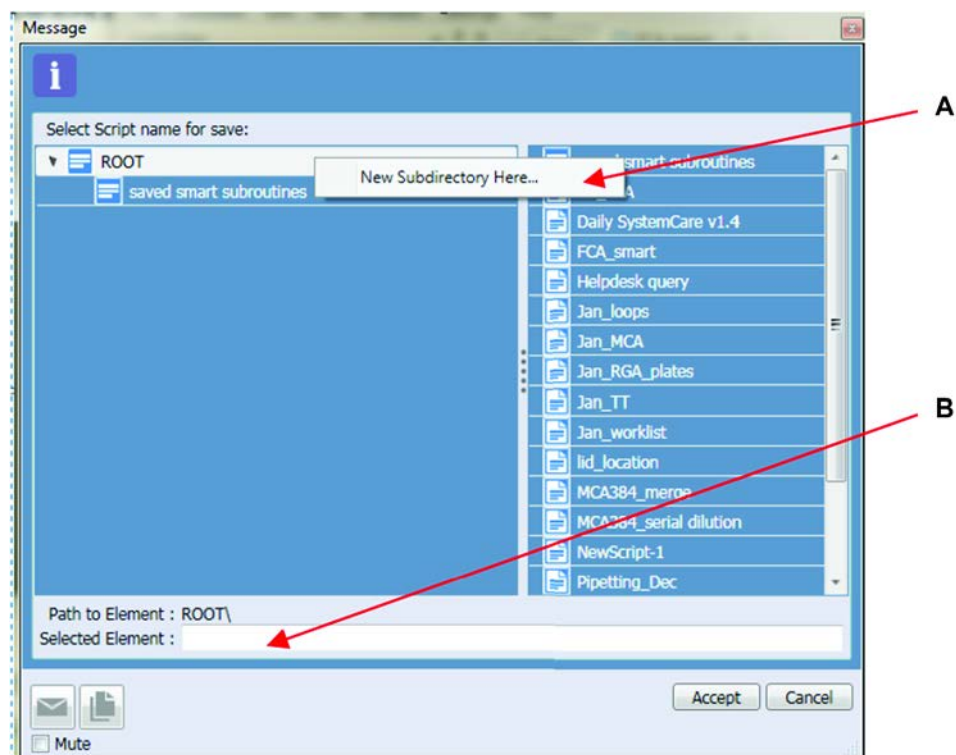 Message
i
Select Script name for save:
ROOT
saved smart subroutines
New Subdirectory Here...
smart subroutines
Daily SystemCare v1.4
FCA_smart
Helpdesk query
Jan_loops
Jan_MCA
Jan_RGA_plates
Jan_TT
Jan_worklist
lid_location
MCA384_merge
MCA384_serial dilution
NewScript-1
Pipetting_Dec
Path to Element : ROOT\
Selected Element :
Accept
Cancel
Mute
A
B